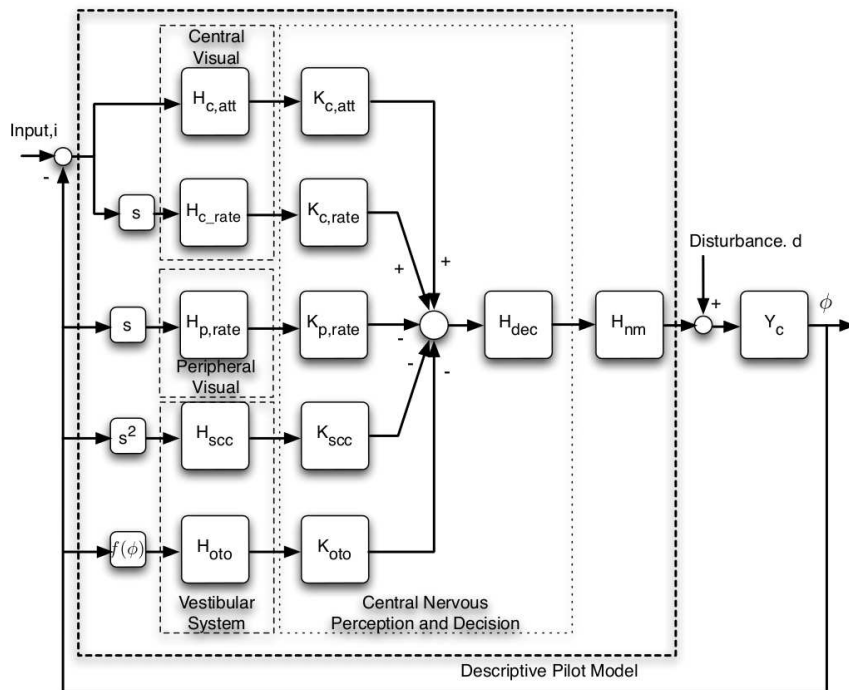 Central
Visual
H_c,att
K_c,att
Input,i
-
s
H_c_rate
K_c,rate
+
+
Disturbance. d
+
s
H_p,rate
K_p,rate
-
-
-
H_dec
H_nm
Y_c
ϕ
Peripheral
Visual
s²
H_scc
K_scc
f(ϕ)
H_oto
K_oto
Vestibular
System
Central Nervous
Perception and Decision
Descriptive Pilot Model